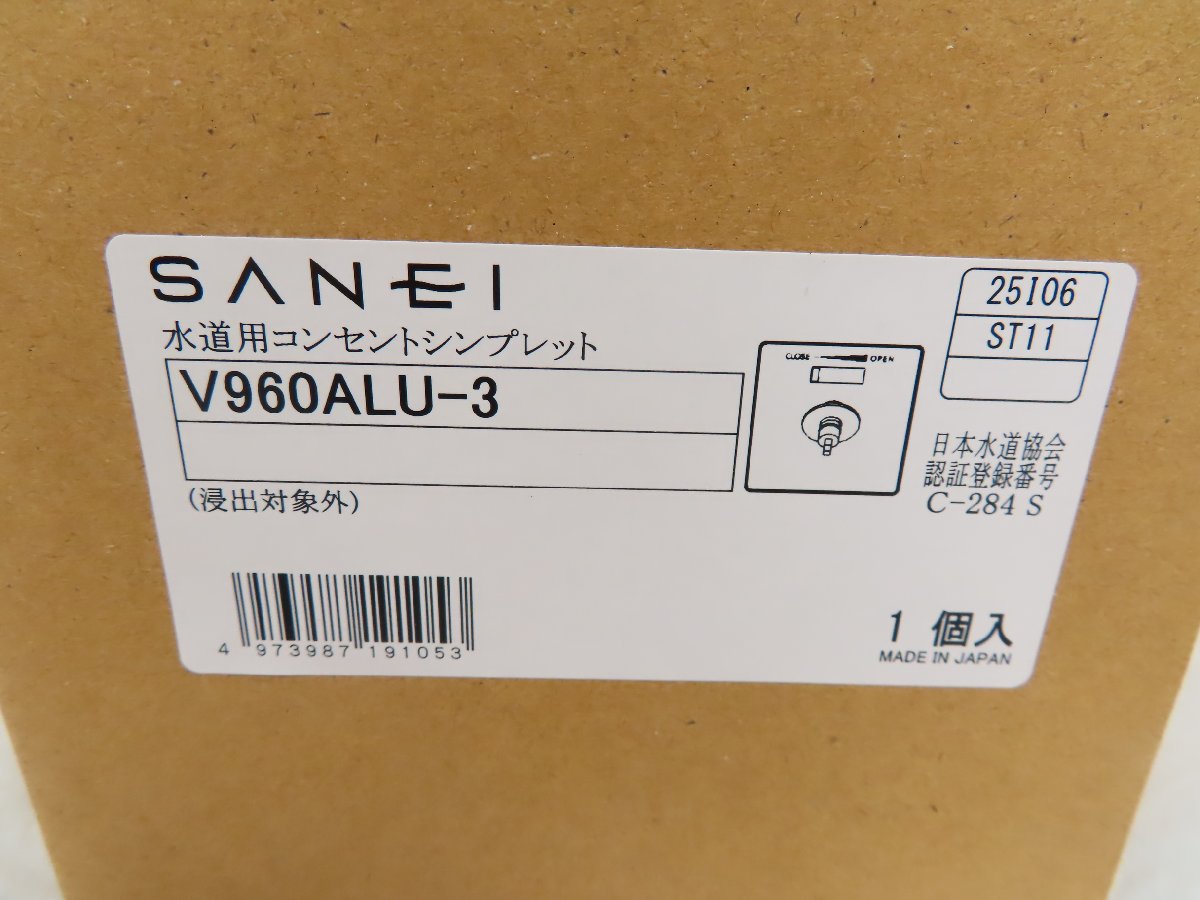 SANEI
水道用コンセントシンプレット
V960ALU-3
(浸出対象外)
CLOSE OPEN
25I06
ST11
日本水道協会
認証登録番号
C-284 S
4 973987 191053
1 個入
MADE IN JAPAN